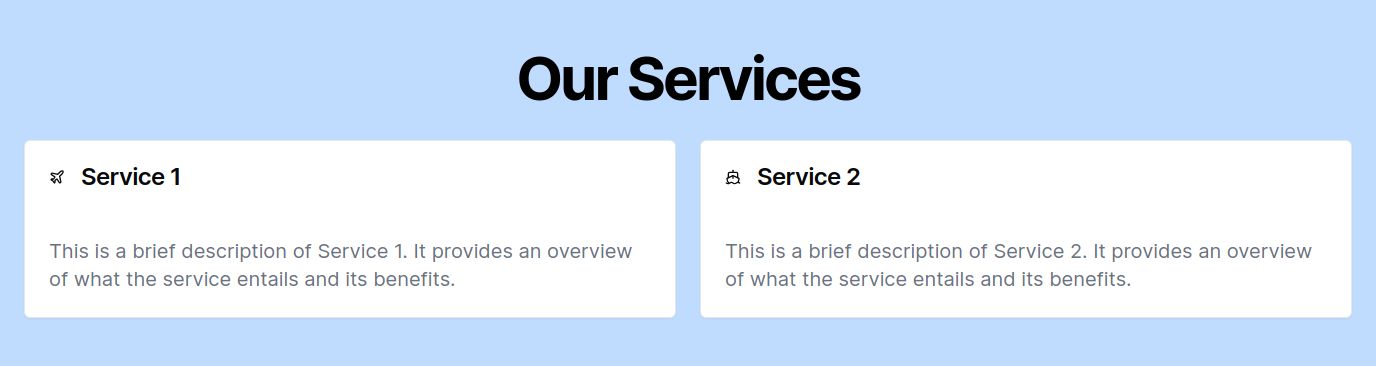 Our Services
Service 1
This is a brief description of Service 1. It provides an overview
of what the service entails and its benefits.
Service 2
This is a brief description of Service 2. It provides an overview
of what the service entails and its benefits.